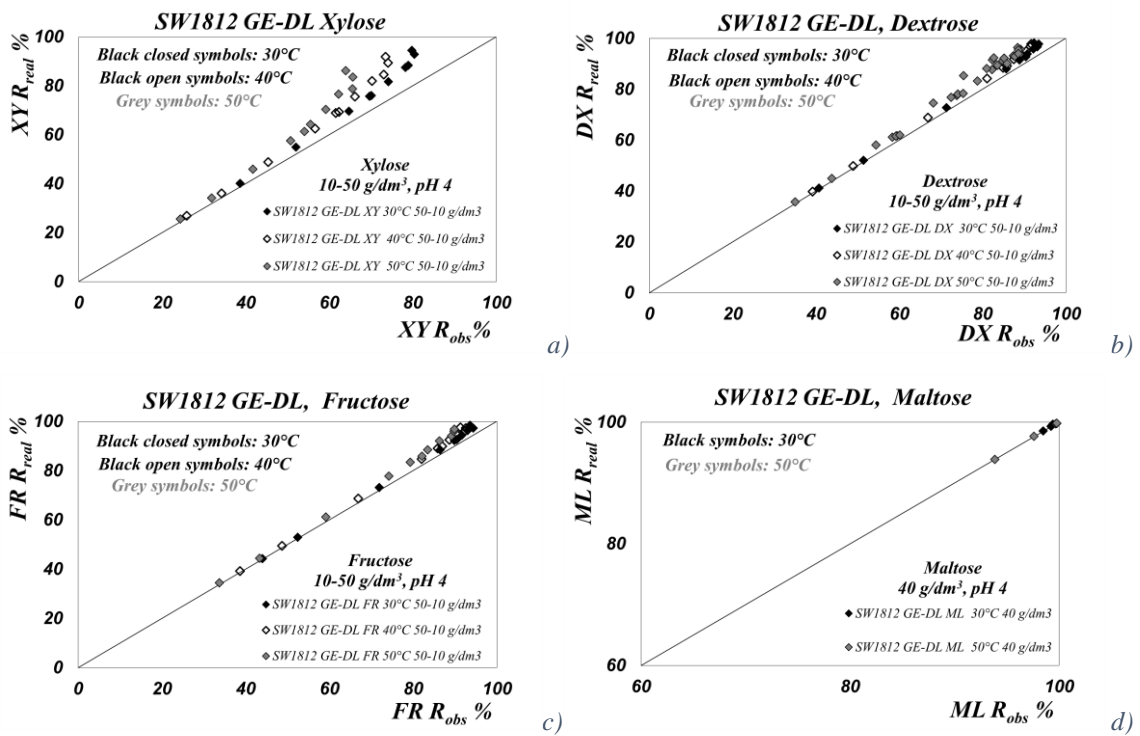 SW1812 GE-DL Xylose
XY R_real %
100
80
60
40
20
0
Black closed symbols: 30°C
Black open symbols: 40°C
Grey symbols: 50°C
Xylose
10-50 g/dm³, pH 4
SW1812 GE-DL XY 30°C 50-10 g/dm3
SW1812 GE-DL XY 40°C 50-10 g/dm3
SW1812 GE-DL XY 50°C 50-10 g/dm3
0 20 40 60 80 100
XY R_obs %
a)
SW1812 GE-DL, Dextrose
DX R_real %
100
80
60
40
20
0
Black closed symbols: 30°C
Black open symbols: 40°C
Grey symbols: 50°C
Dextrose
10-50 g/dm³, pH 4
SW1812 GE-DL DX 30°C 50-10 g/dm3
SW1812 GE-DL DX 40°C 50-10 g/dm3
SW1812 GE-DL DX 50°C 50-10 g/dm3
0 20 40 60 80 100
DX R_obs %
b)
SW1812 GE-DL, Fructose
FR R_real %
100
80
60
40
20
0
Black closed symbols: 30°C
Black open symbols: 40°C
Grey symbols: 50°C
Fructose
10-50 g/dm³, pH 4
SW1812 GE-DL FR 30°C 50-10 g/dm3
SW1812 GE-DL FR 40°C 50-10 g/dm3
SW1812 GE-DL FR 50°C 50-10 g/dm3
0 20 40 60 80 100
FR R_obs %
c)
SW1812 GE-DL, Maltose
ML R_real %
100
80
60
Black symbols: 30°C
Grey symbols: 50°C
Maltose
40 g/dm³, pH 4
SW1812 GE-DL ML 30°C 40 g/dm3
SW1812 GE-DL ML 50°C 40 g/dm3
60 80 100
ML R_obs %
d)